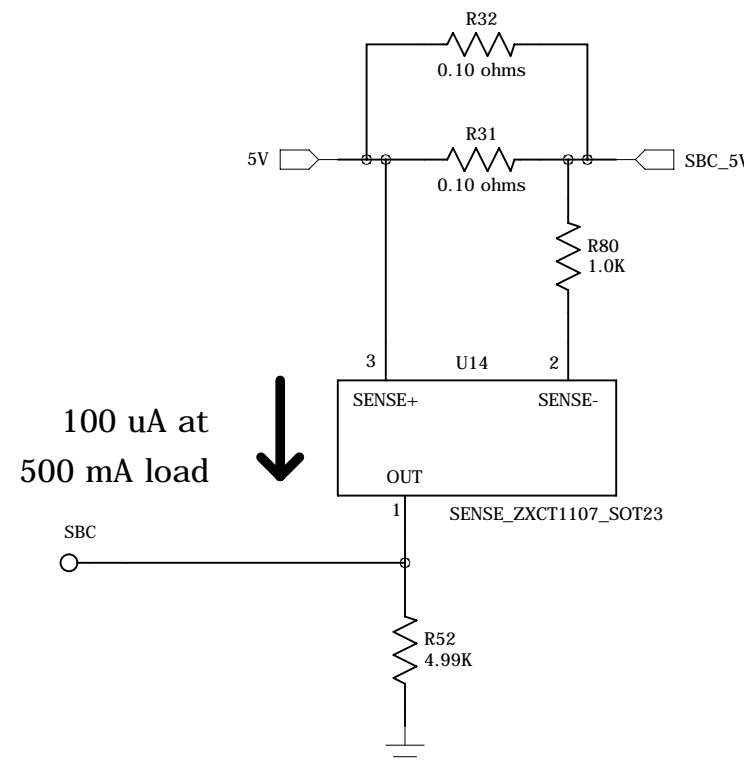 R32
0.10 ohms
5V
R31
0.10 ohms
SBC_5V
R80
1.0K
3
U14
2
SENSE+
SENSE-
100 uA at
500 mA load
OUT
1
SENSE_ZXCT1107_SOT23
SBC
R52
4.99K